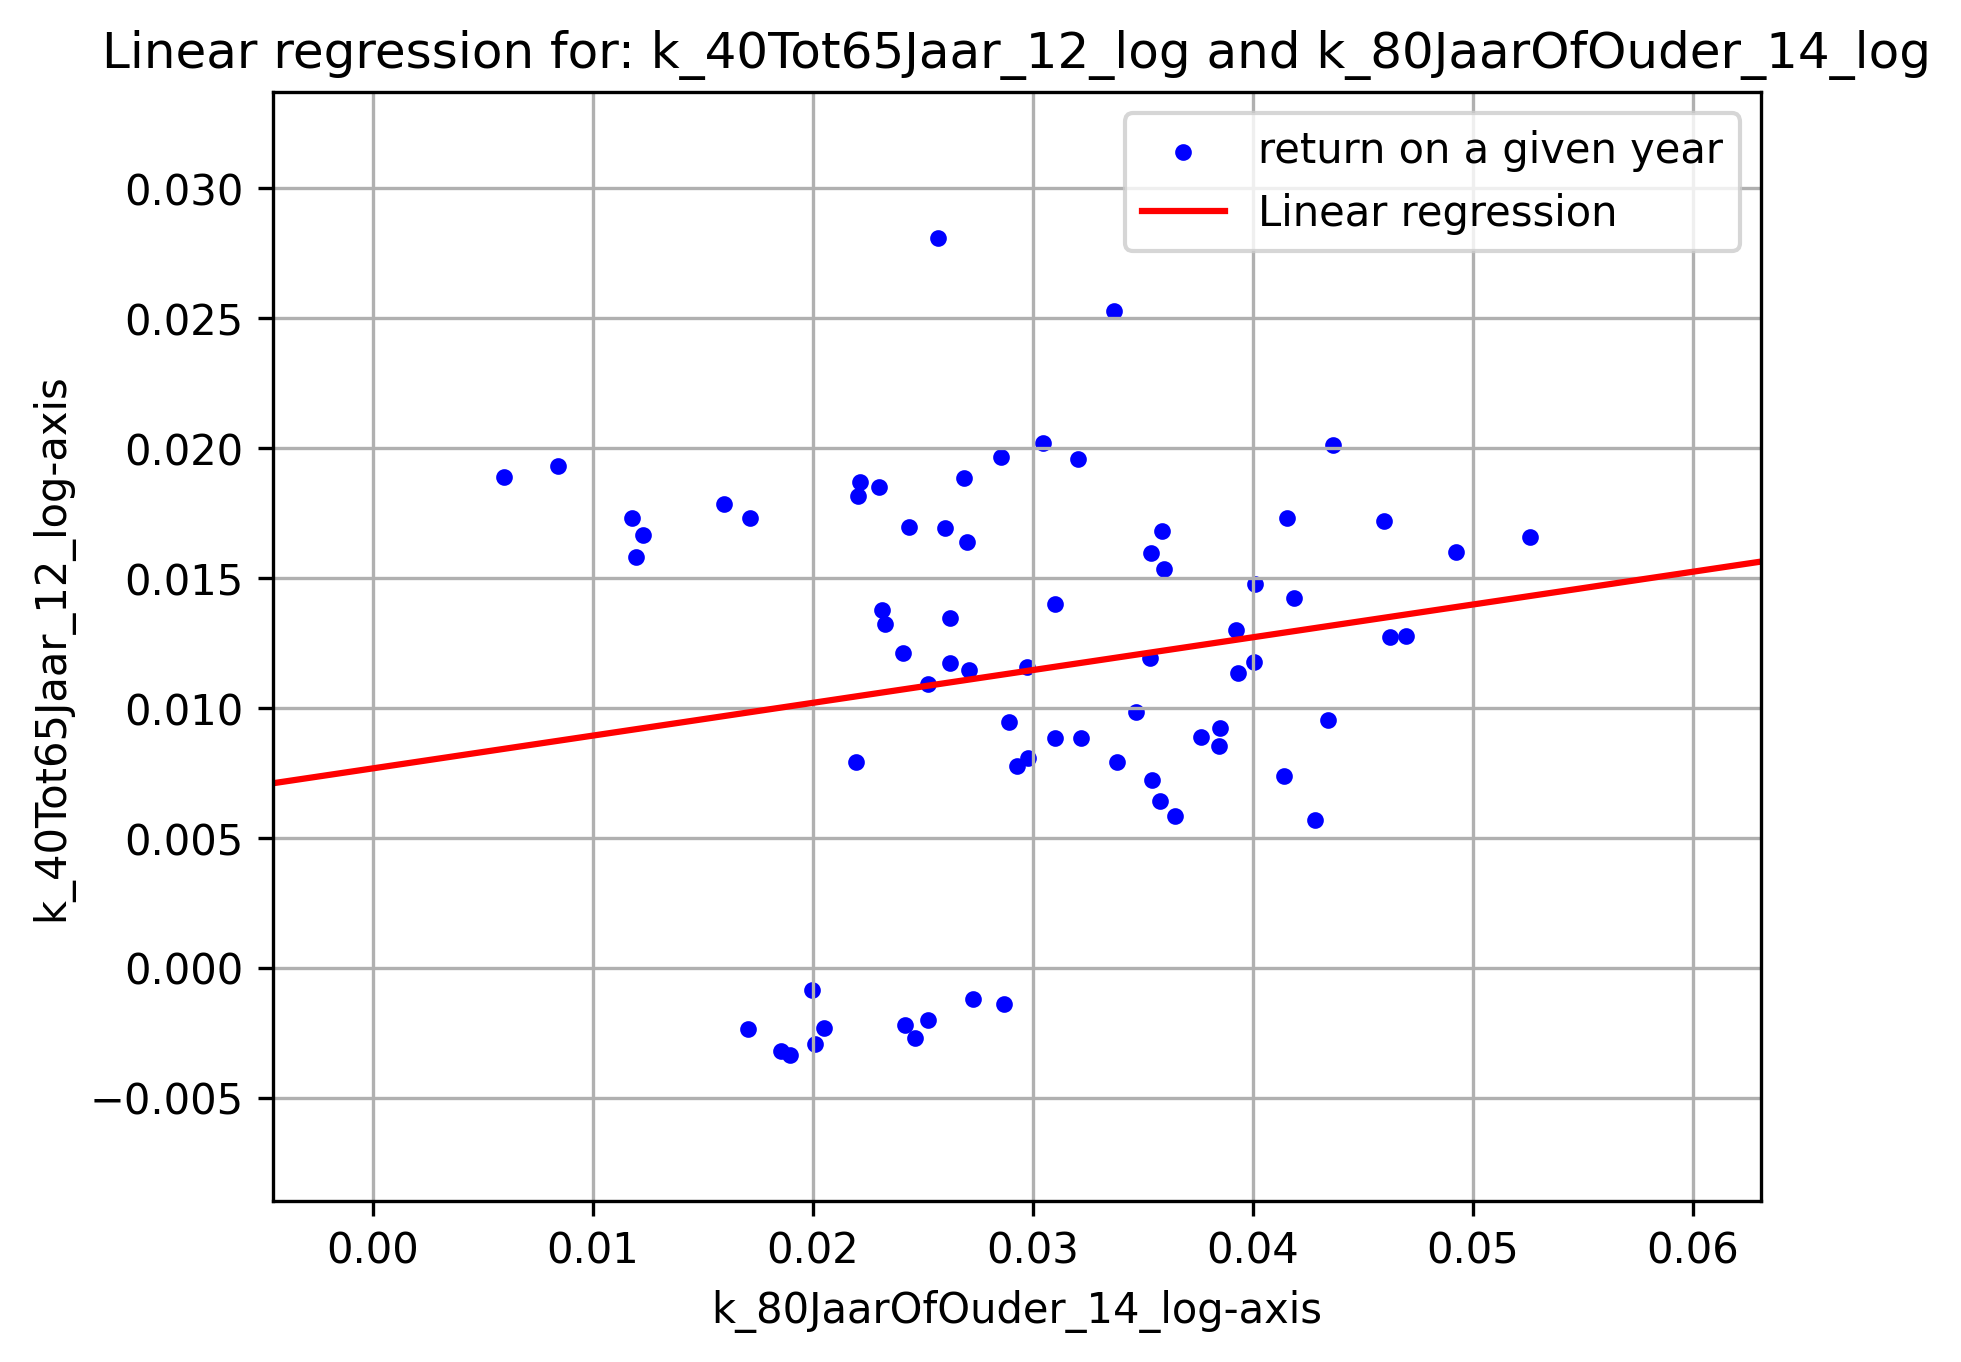 Linear regression for: k_40Tot65Jaar_12_log and k_80JaarOfOuder_14_log
return on a given year
Linear regression
0.030
0.025
0.020
0.015
0.010
0.005
0.000
−0.005
k_40Tot65Jaar_12_log-axis
0.00 0.01 0.02 0.03 0.04 0.05 0.06
k_80JaarOfOuder_14_log-axis